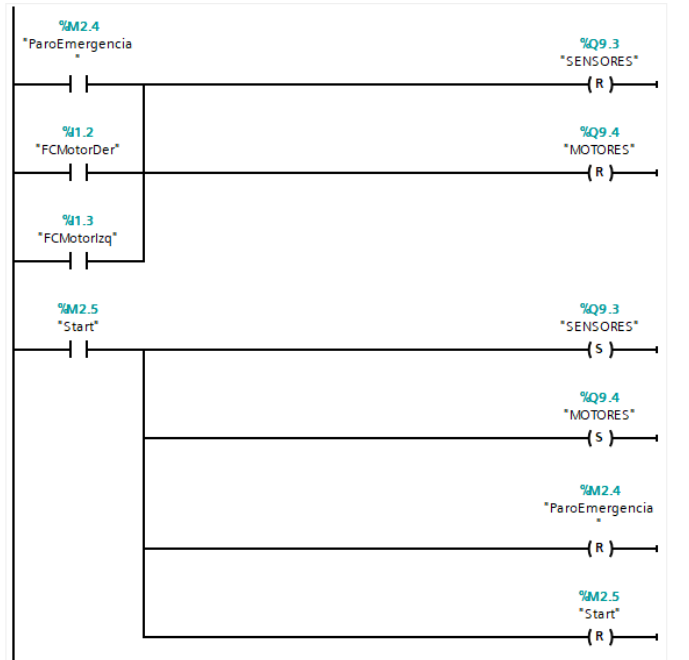 %M2.4
"ParoEmergencia
"
%Q9.3
"SENSORES"
R
%I1.2
"FCMotorDer"
%Q9.4
"MOTORES"
R
%I1.3
"FCMotorIzq"
%M2.5
"Start"
%Q9.3
"SENSORES"
S
%Q9.4
"MOTORES"
S
%M2.4
"ParoEmergencia
"
R
%M2.5
"Start"
R